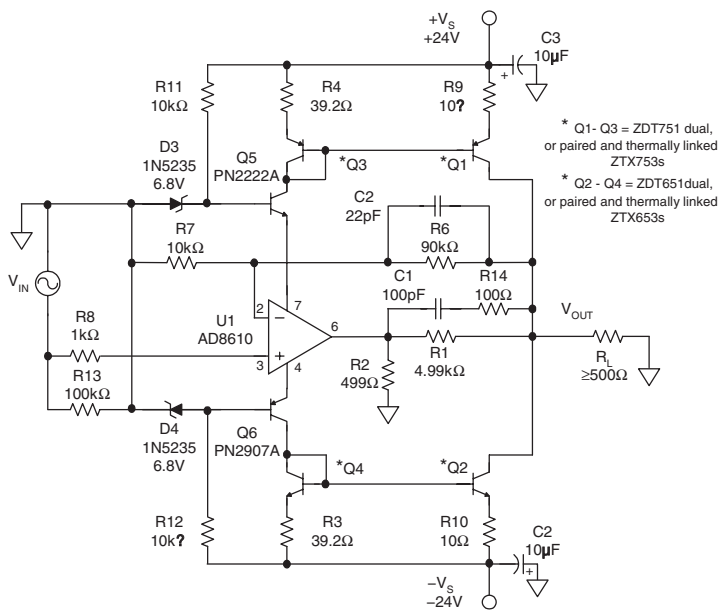 +VS
+24V
C3
10µF
R11
10kΩ
R4
39.2Ω
R9
10?
+
* Q1- Q3 = ZDT751 dual,
or paired and thermally linked
ZTX753s
* Q2 - Q4 = ZDT651dual,
or paired and thermally linked
ZTX653s
D3
1N5235
6.8V
Q5
PN2222A
*Q3
*Q1
C2
22pF
R7
10kΩ
R6
90kΩ
C1
100pF
R14
100Ω
VIN
R8
1kΩ
U1
AD8610
2
−
7
6
+
3
4
VOUT
R1
4.99kΩ
R2
499Ω
RL
≥500Ω
R13
100kΩ
D4
1N5235
6.8V
Q6
PN2907A
*Q4
*Q2
R12
10k?
R3
39.2Ω
R10
10Ω
C2
10µF
+
−VS
−24V